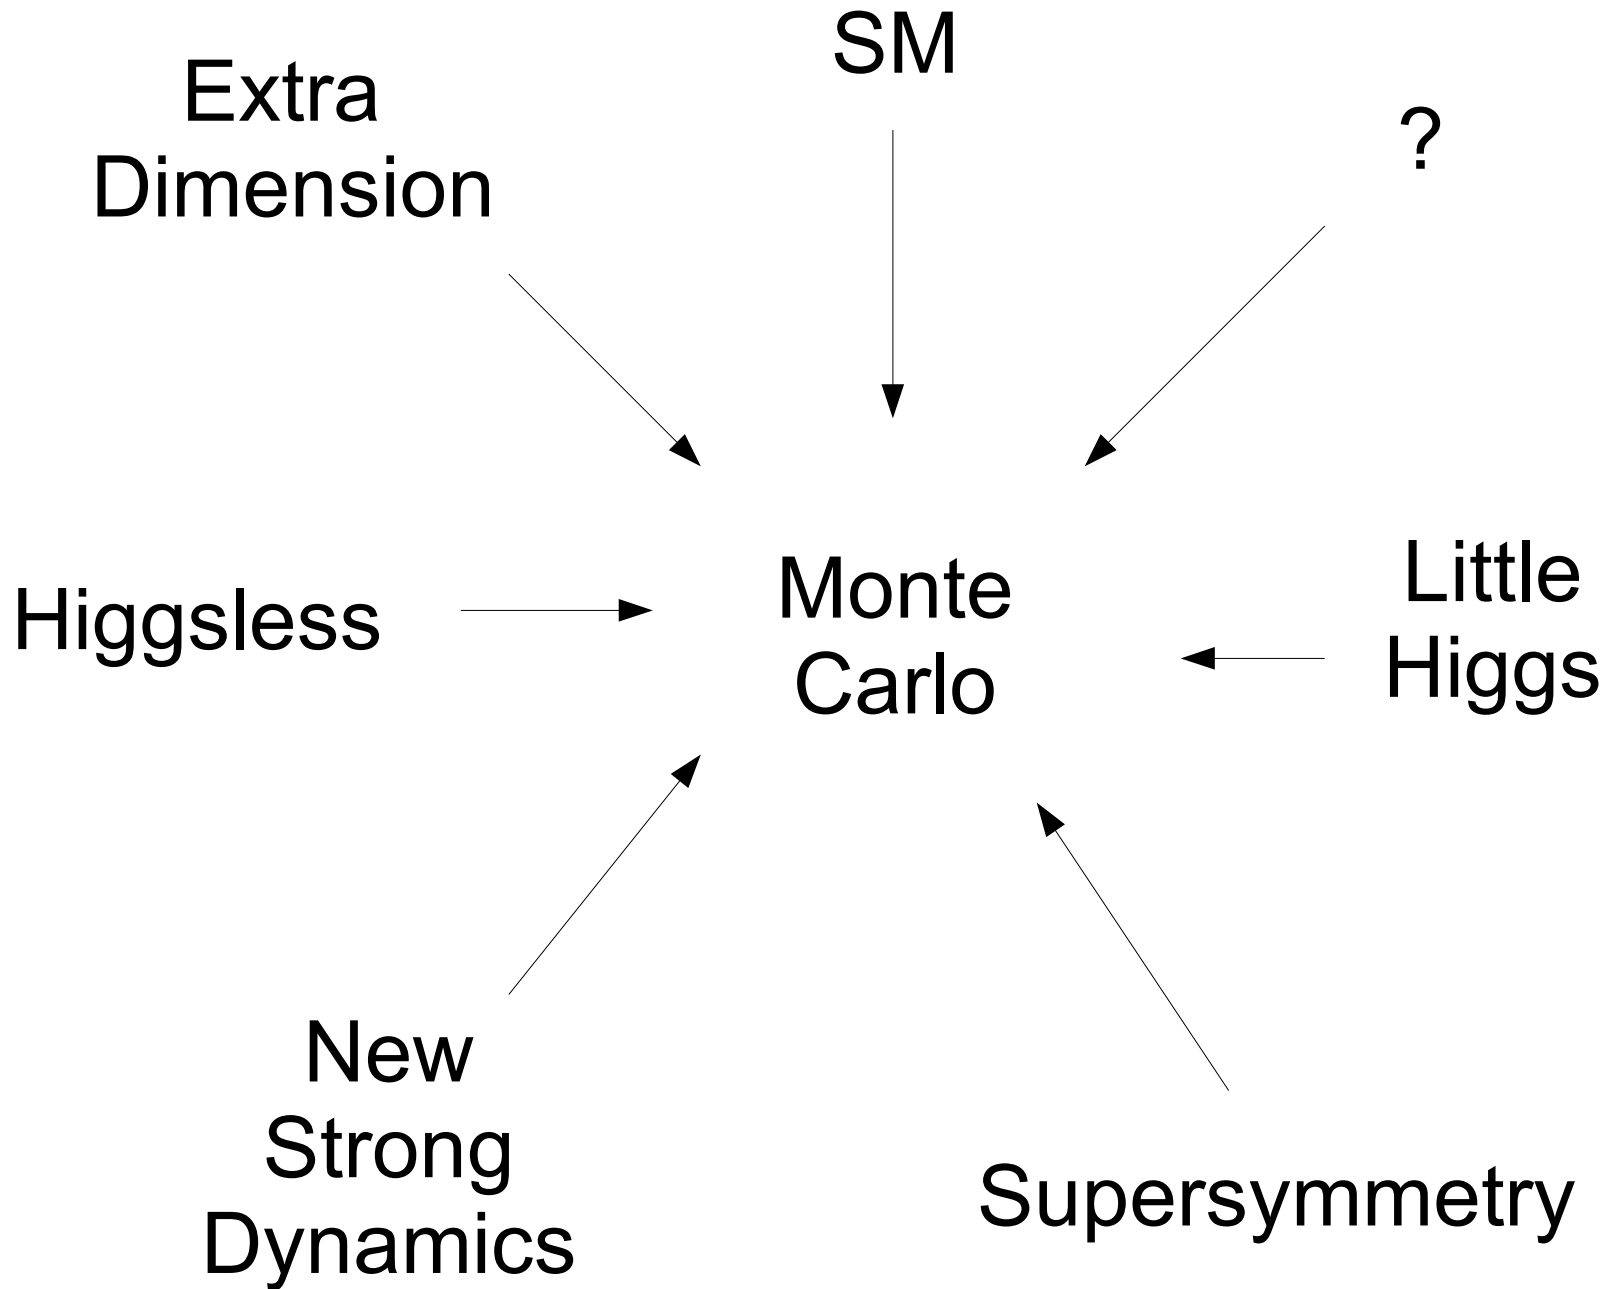 SM
Extra
Dimension
?
Higgsless
Monte
Carlo
Little
Higgs
New
Strong
Dynamics
Supersymmetry